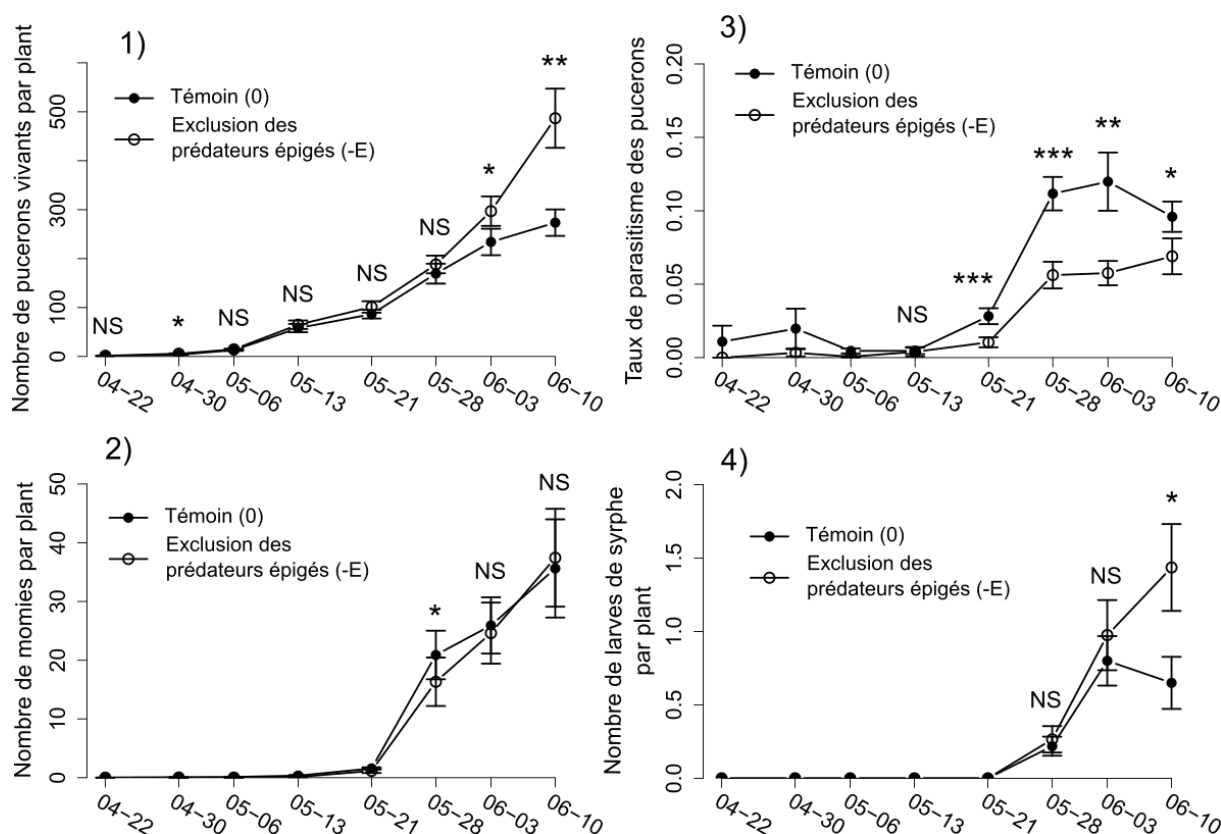 1)
Nombre de pucerons vivants par plant
0
100
300
500
Témoin (0)
Exclusion des
prédateurs épigés (-E)
NS
*
NS
NS
NS
NS
*
**
04-22
04-30
05-06
05-13
05-21
05-28
06-03
06-10
3)
Taux de parasitisme des pucerons
0.00
0.05
0.10
0.15
0.20
Témoin (0)
Exclusion des
prédateurs épigés (-E)
NS
***
***
**
*
04-22
04-30
05-06
05-13
05-21
05-28
06-03
06-10
2)
Nombre de momies par plant
0
10
20
30
40
50
Témoin (0)
Exclusion des
prédateurs épigés (-E)
*
NS
NS
04-22
04-30
05-06
05-13
05-21
05-28
06-03
06-10
4)
Nombre de larves de syrphe
par plant
0.0
0.5
1.0
1.5
2.0
Témoin (0)
Exclusion des
prédateurs épigés (-E)
NS
NS
*
04-22
04-30
05-06
05-13
05-21
05-28
06-03
06-10